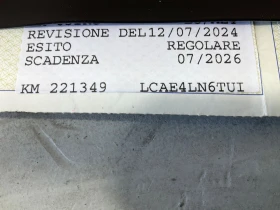 REVISIONE DEL12/07/2024
ESITO REGOLARE
SCADENZA 07/2026
KM 221349 LCAE4LN6TUI